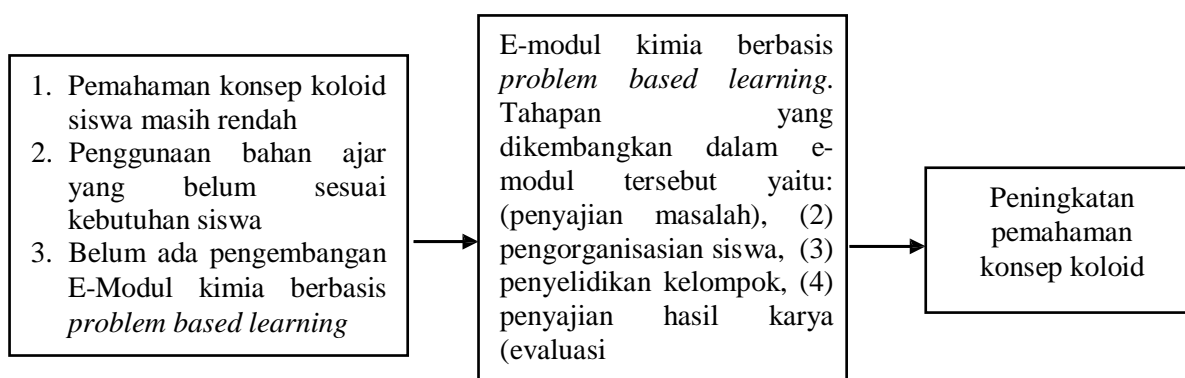 1. Pemahaman konsep koloid
siswa masih rendah
2. Penggunaan bahan ajar
yang belum sesuai
kebutuhan siswa
3. Belum ada pengembangan
E-Modul kimia berbasis
problem based learning
E-modul kimia berbasis
problem based learning.
Tahapan yang
dikembangkan dalam e-
modul tersebut yaitu:
(penyajian masalah), (2)
pengorganisasian siswa, (3)
penyelidikan kelompok, (4)
penyajian hasil karya
(evaluasi
Peningkatan
pemahaman
konsep koloid